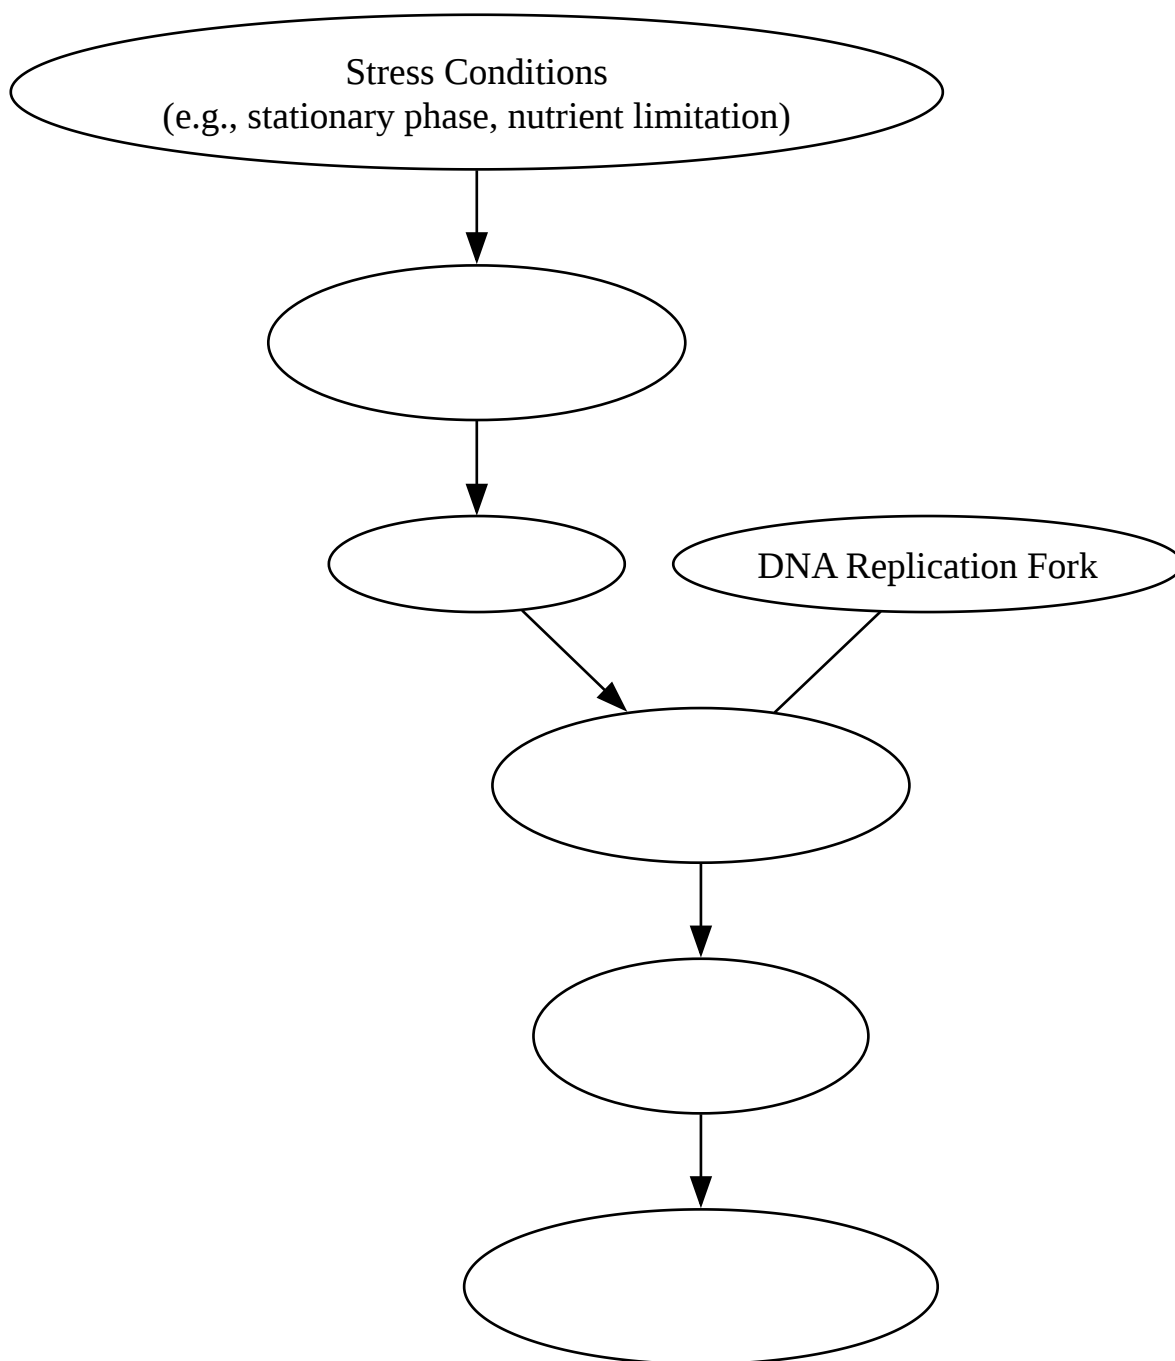 Stress Conditions
(e.g., stationary phase, nutrient limitation)
DNA Replication Fork